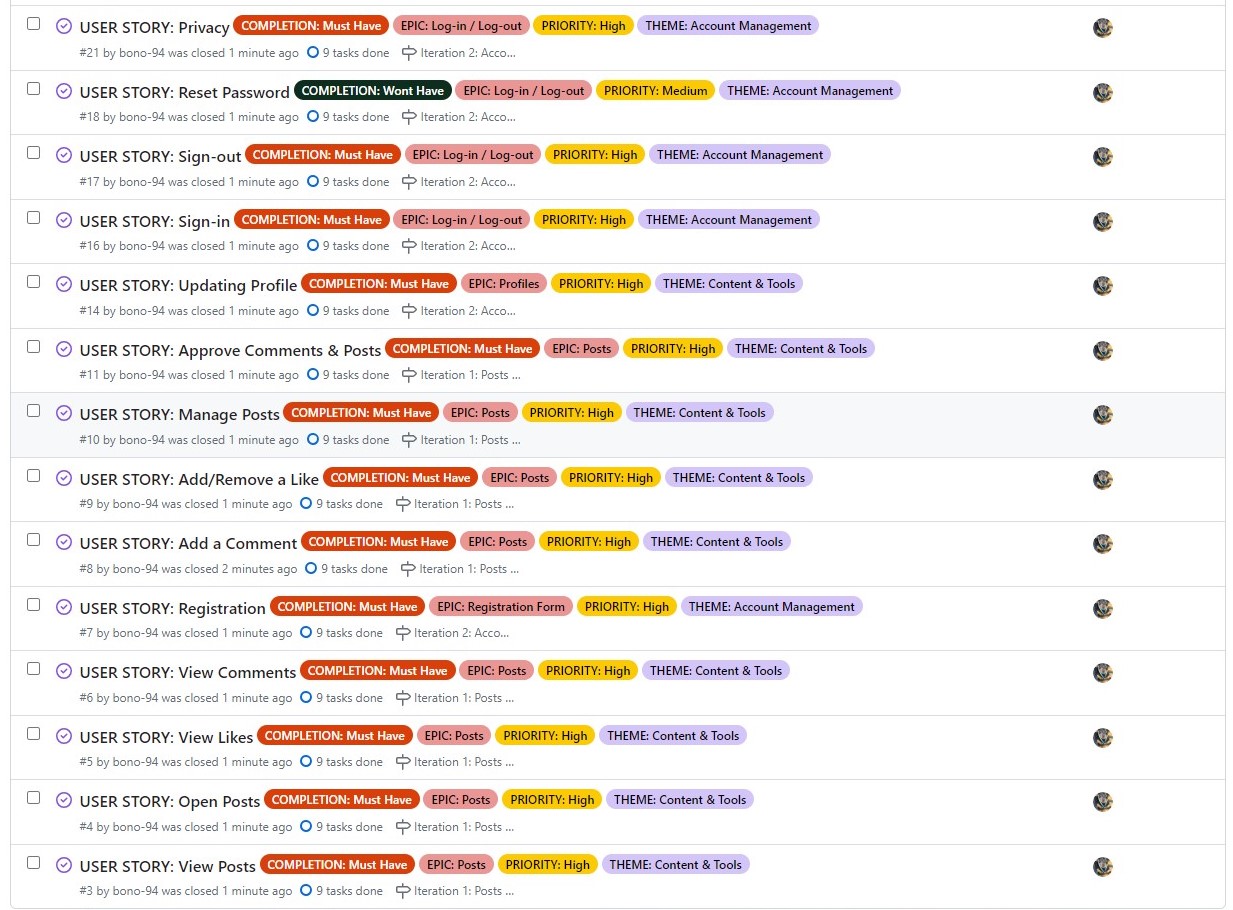 USER STORY: Privacy COMPLETION: Must Have EPIC: Log-in / Log-out PRIORITY: High THEME: Account Management
#21 by bono-94 was closed 1 minute ago 9 tasks done Iteration 2: Acco...
USER STORY: Reset Password COMPLETION: Wont Have EPIC: Log-in / Log-out PRIORITY: Medium THEME: Account Management
#18 by bono-94 was closed 1 minute ago 9 tasks done Iteration 2: Acco...
USER STORY: Sign-out COMPLETION: Must Have EPIC: Log-in / Log-out PRIORITY: High THEME: Account Management
#17 by bono-94 was closed 1 minute ago 9 tasks done Iteration 2: Acco...
USER STORY: Sign-in COMPLETION: Must Have EPIC: Log-in / Log-out PRIORITY: High THEME: Account Management
#16 by bono-94 was closed 1 minute ago 9 tasks done Iteration 2: Acco...
USER STORY: Updating Profile COMPLETION: Must Have EPIC: Profiles PRIORITY: High THEME: Content & Tools
#14 by bono-94 was closed 1 minute ago 9 tasks done Iteration 2: Acco...
USER STORY: Approve Comments & Posts COMPLETION: Must Have EPIC: Posts PRIORITY: High THEME: Content & Tools
#11 by bono-94 was closed 1 minute ago 9 tasks done Iteration 1: Posts ...
USER STORY: Manage Posts COMPLETION: Must Have EPIC: Posts PRIORITY: High THEME: Content & Tools
#10 by bono-94 was closed 1 minute ago 9 tasks done Iteration 1: Posts ...
USER STORY: Add/Remove a Like COMPLETION: Must Have EPIC: Posts PRIORITY: High THEME: Content & Tools
#9 by bono-94 was closed 1 minute ago 9 tasks done Iteration 1: Posts ...
USER STORY: Add a Comment COMPLETION: Must Have EPIC: Posts PRIORITY: High THEME: Content & Tools
#8 by bono-94 was closed 2 minutes ago 9 tasks done Iteration 1: Posts ...
USER STORY: Registration COMPLETION: Must Have EPIC: Registration Form PRIORITY: High THEME: Account Management
#7 by bono-94 was closed 1 minute ago 9 tasks done Iteration 2: Acco...
USER STORY: View Comments COMPLETION: Must Have EPIC: Posts PRIORITY: High THEME: Content & Tools
#6 by bono-94 was closed 1 minute ago 9 tasks done Iteration 1: Posts ...
USER STORY: View Likes COMPLETION: Must Have EPIC: Posts PRIORITY: High THEME: Content & Tools
#5 by bono-94 was closed 1 minute ago 9 tasks done Iteration 1: Posts ...
USER STORY: Open Posts COMPLETION: Must Have EPIC: Posts PRIORITY: High THEME: Content & Tools
#4 by bono-94 was closed 1 minute ago 9 tasks done Iteration 1: Posts ...
USER STORY: View Posts COMPLETION: Must Have EPIC: Posts PRIORITY: High THEME: Content & Tools
#3 by bono-94 was closed 1 minute ago 9 tasks done Iteration 1: Posts ...